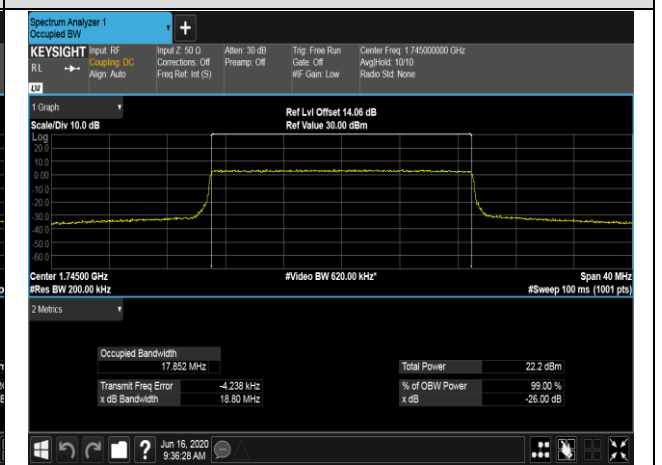 Spectrum Analyzer 1
Occupied BW
+
KEYSIGHT Input: RF Input Z: 50 Ω Atten: 30 dB Trig: Free Run Center Freq: 1.745000000 GHz
RL Coupling: DC Corrections: Off Preamp: Off Gate: Off Avg|Hold: 10/10
Align: Auto Freq Ref: Int (S) #IF Gain: Low Radio Std: None
LXI
1 Graph
Ref Lvl Offset 14.06 dB
Scale/Div 10.0 dB Ref Value 30.00 dBm
Log
20.0
10.0
0.00
-10.0
-20.0
-30.0
-40.0
-50.0
-60.0
Center 1.74500 GHz #Video BW 620.00 kHz* Span 40 MHz
#Res BW 200.00 kHz #Sweep 100 ms (1001 pts)
2 Metrics
Occupied Bandwidth
17.852 MHz Total Power 22.2 dBm
Transmit Freq Error -4.238 kHz % of OBW Power 99.00 %
x dB Bandwidth 18.80 MHz x dB -26.00 dB
? Jun 16, 2020
9:36:28 AM